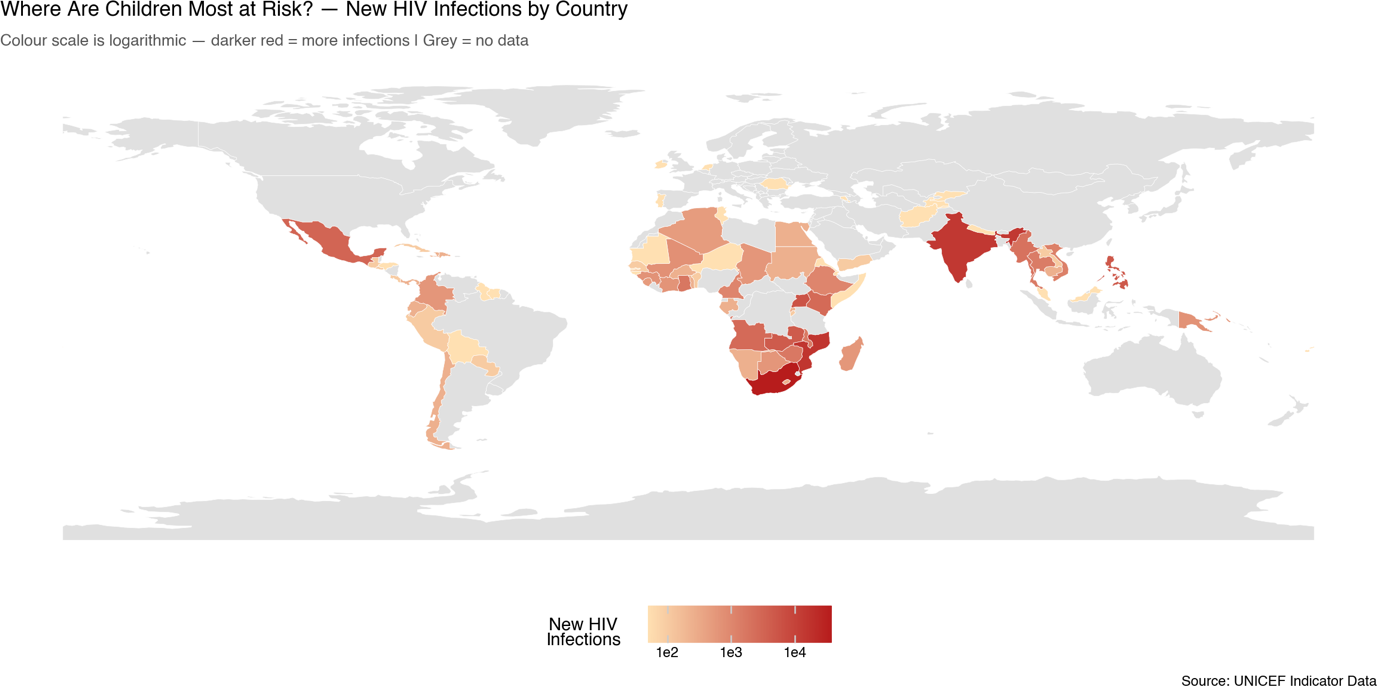 Where Are Children Most at Risk? — New HIV Infections by Country
Colour scale is logarithmic — darker red = more infections | Grey = no data
New HIV
Infections
1e2 1e3 1e4
Source: UNICEF Indicator Data